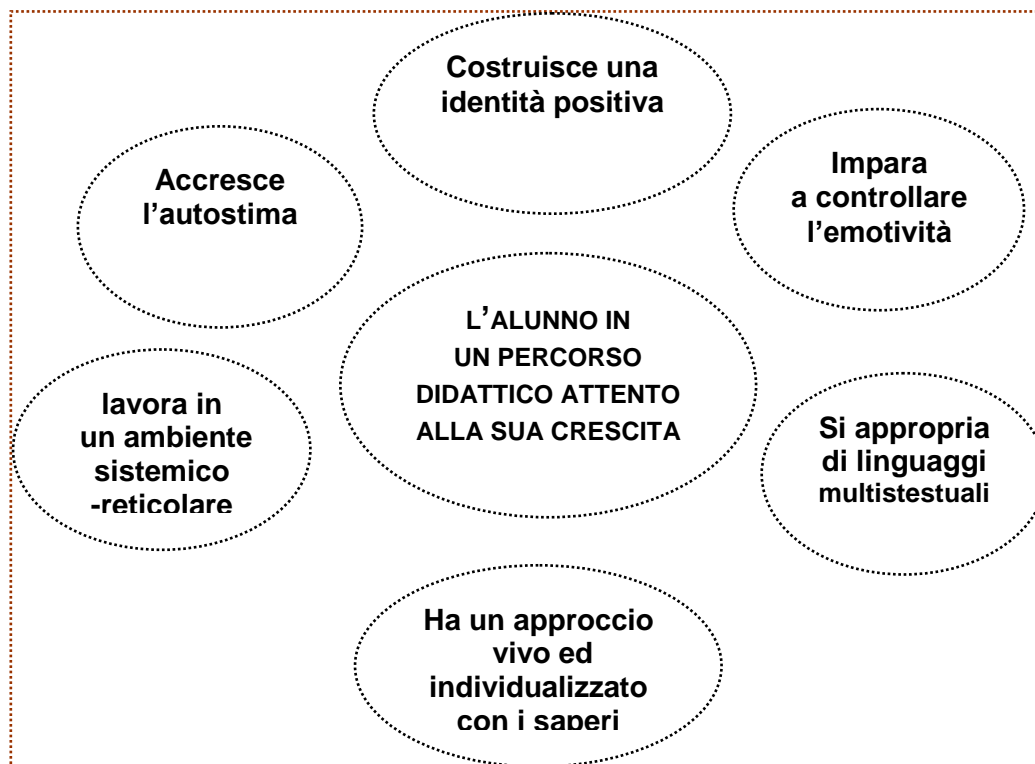 Costruisce una
identità positiva
Accresce
l’autostima
Impara
a controllare
l’emotività
L’ALUNNO IN
UN PERCORSO
DIDATTICO ATTENTO
ALLA SUA CRESCITA
lavora in
un ambiente
sistemico
-reticolare
Si appropria
di linguaggi
multistestuali
Ha un approccio
vivo ed
individualizzato
con i saperi